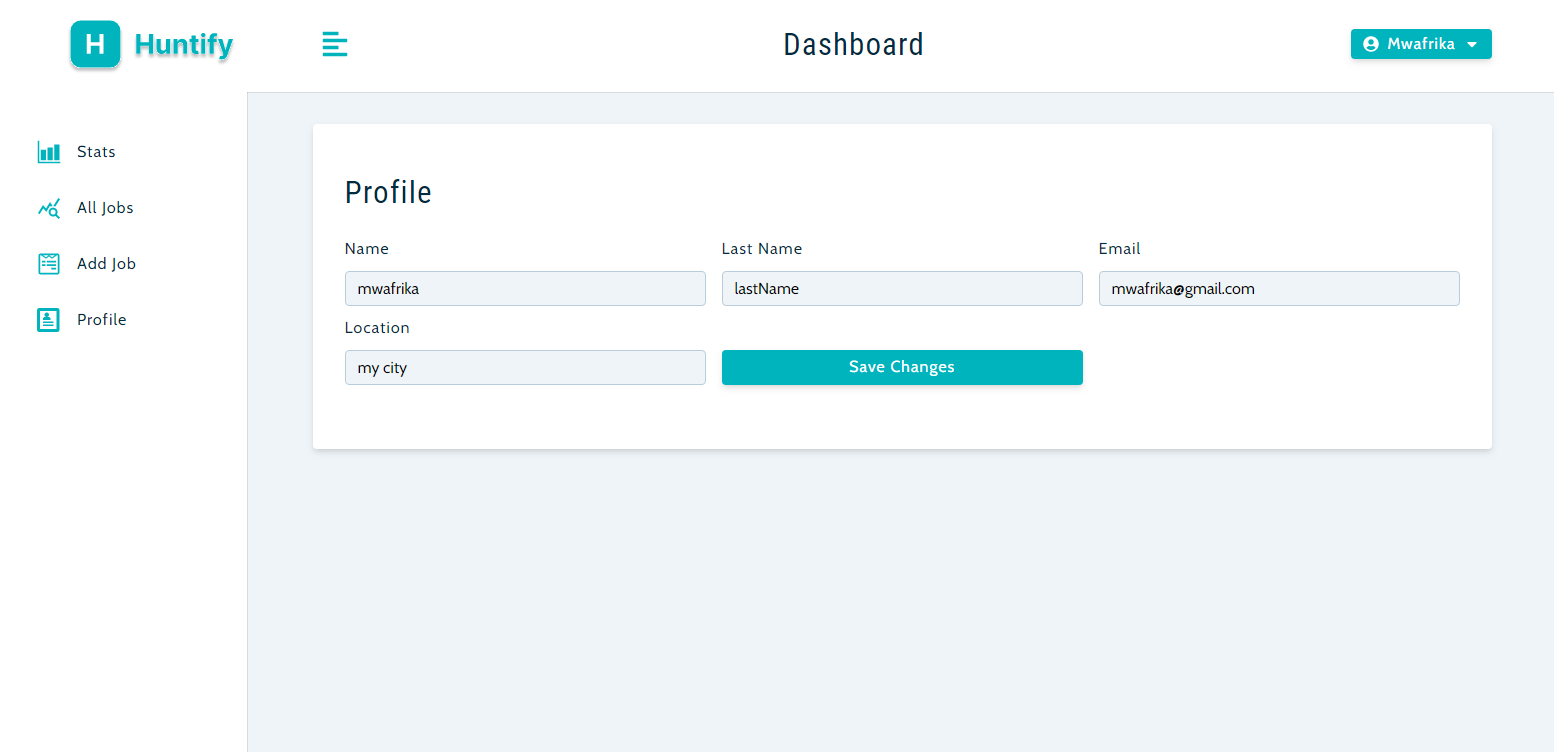 H Huntify
Dashboard
Mwafrika
Stats
All Jobs
Add Job
Profile
Profile
Name
Last Name
Email
mwafrika
lastName
mwafrika@gmail.com
Location
my city
Save Changes